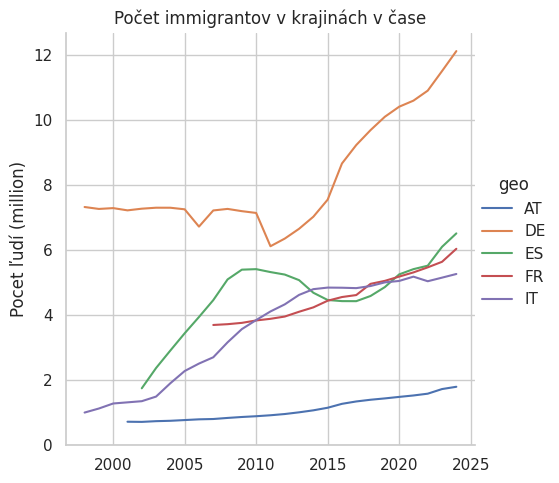 Počet immigrantov v krajinách v čase
Pocet ľudí (million)
12
10
8
6
4
2
0
2000 2005 2010 2015 2020 2025
geo
AT
DE
ES
FR
IT